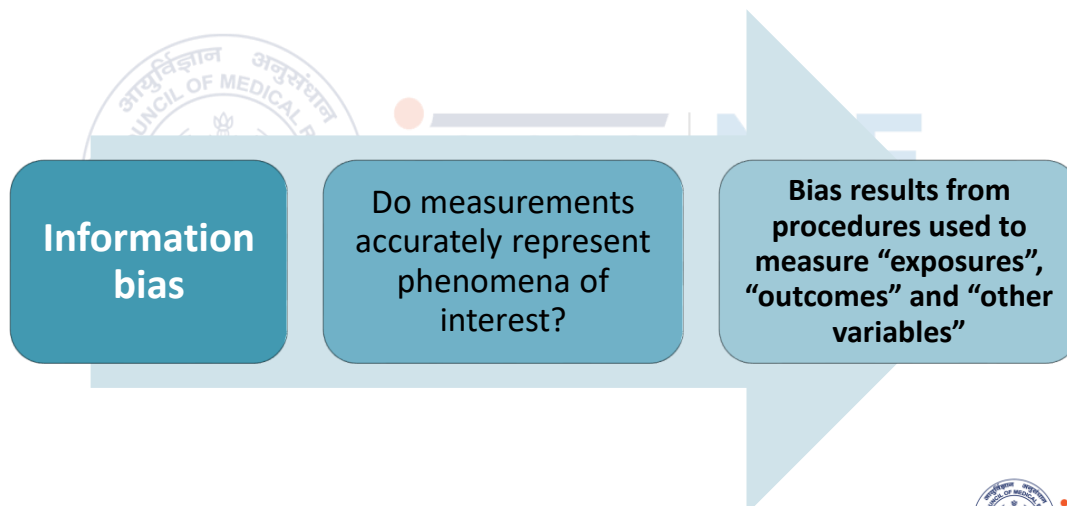 आयुर्विज्ञान अनुसंधान
COUNCIL OF MEDICAL
Information
bias
Do measurements
accurately represent
phenomena of
interest?
Bias results from
procedures used to
measure “exposures”,
“outcomes” and “other
variables”